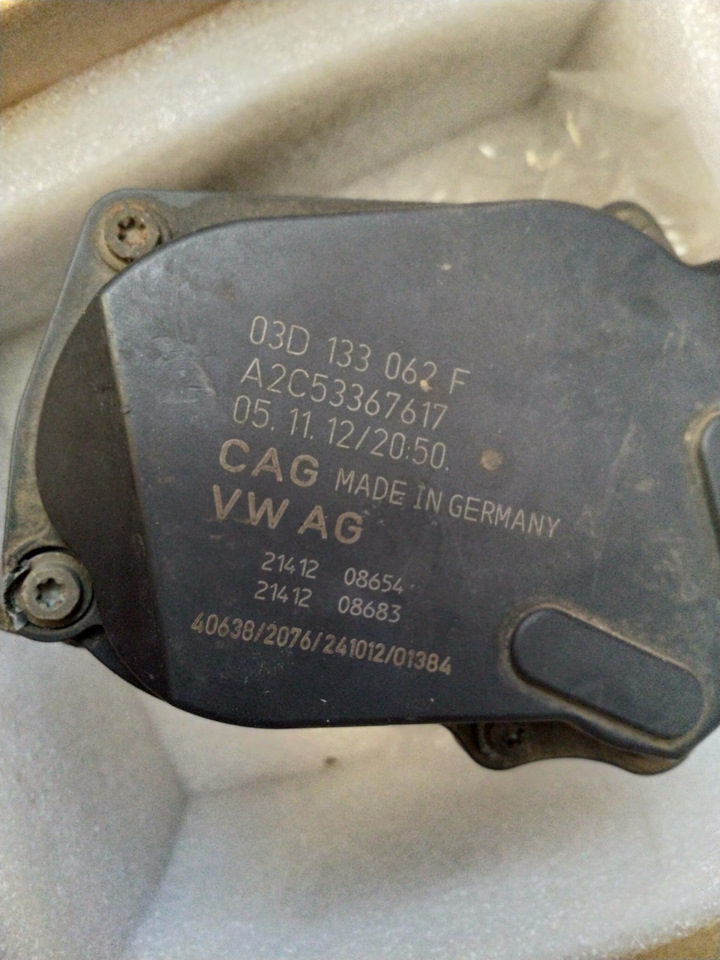 03D 133 062 F
A2C53367617
05.11.12/20:50.
CAG MADE IN GERMANY
VW AG
21412 08654
21412 08683
40638/2076/241012/01384